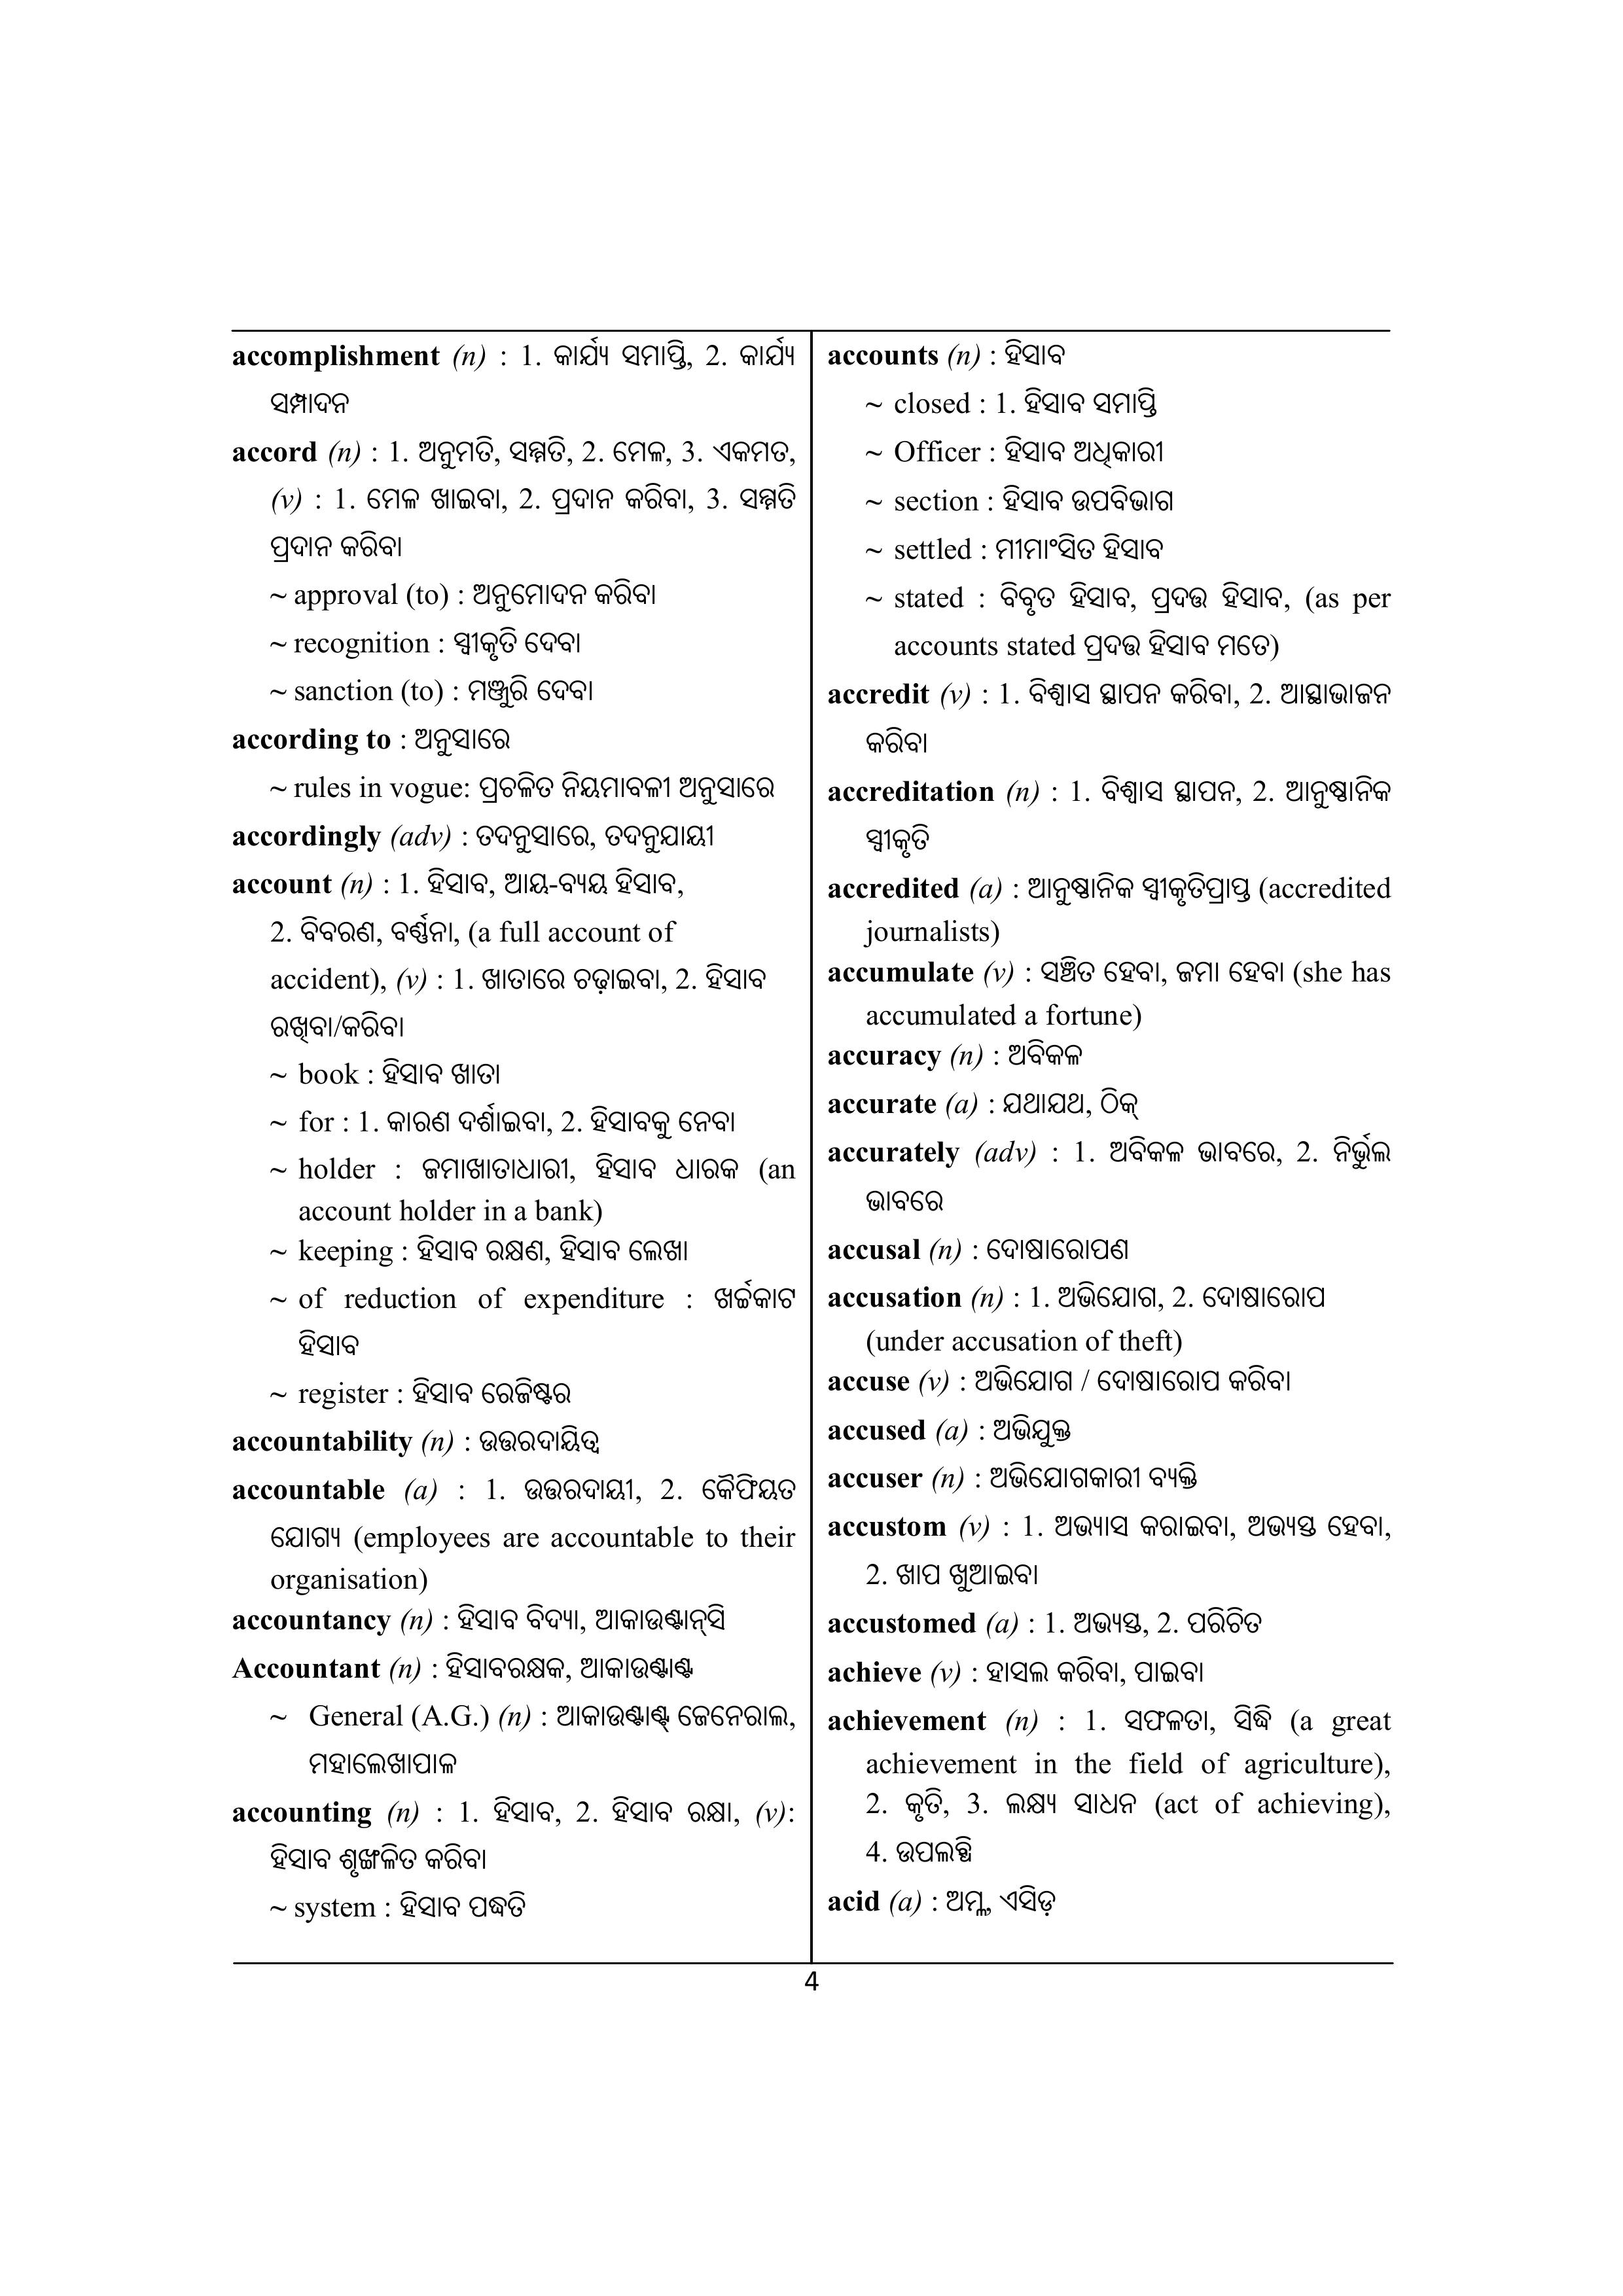 accomplishment (n) : 1. କାର୍ଯ୍ୟ ସମାପ୍ତି, 2. କାର୍ଯ୍ୟ
ସମ୍ପାଦନ
accord (n) : 1. ଅନୁମତି, ସମ୍ମତି, 2. ମେଳ, 3. ଏକମତ,
(v) : 1. ମେଳ ଖାଇବା, 2. ପ୍ରଦାନ କରିବା, 3. ସମ୍ମତି
ପ୍ରଦାନ କରିବା
~ approval (to) : ଅନୁମୋଦନ କରିବା
~ recognition : ସ୍ୱୀକୃତି ଦେବା
~ sanction (to) : ମଞ୍ଜୁରି ଦେବା
according to : ଅନୁସାରେ
~ rules in vogue: ପ୍ରଚଳିତ ନିୟମାବଳୀ ଅନୁସାରେ
accordingly (adv) : ତଦନୁସାରେ, ତଦନୁଯାୟୀ
account (n) : 1. ହିସାବ, ଆୟ-ବ୍ୟୟ ହିସାବ,
2. ବିବରଣ, ବର୍ଣ୍ଣନା, (a full account of
accident), (v) : 1. ଖାତାରେ ଚଢ଼ାଇବା, 2. ହିସାବ
ରଖିବା/କରିବା
~ book : ହିସାବ ଖାତା
~ for : 1. କାରଣ ଦର୍ଶାଇବା, 2. ହିସାବକୁ ନେବା
~ holder : ଜମାଖାତାଧାରୀ, ହିସାବ ଧାରକ (an
account holder in a bank)
~ keeping : ହିସାବ ରକ୍ଷଣ, ହିସାବ ଲେଖା
~ of reduction of expenditure : ଖର୍ଚ୍ଚକାଟ
ହିସାବ
~ register : ହିସାବ ରେଜିଷ୍ଟର
accountability (n) : ଉତ୍ତରଦାୟିତ୍ୱ
accountable (a) : 1. ଉତ୍ତରଦାୟୀ, 2. କୈଫିୟତ
ଯୋଗ୍ୟ (employees are accountable to their
organisation)
accountancy (n) : ହିସାବ ବିଦ୍ୟା, ଆକାଉଣ୍ଟାନ୍‌ସି
Accountant (n) : ହିସାବରକ୍ଷକ, ଆକାଉଣ୍ଟାଣ୍ଟ
~ General (A.G.) (n) : ଆକାଉଣ୍ଟାଣ୍ଟ୍ ଜେନେରାଲ,
ମହାଲେଖାପାଳ
accounting (n) : 1. ହିସାବ, 2. ହିସାବ ରକ୍ଷା, (v):
ହିସାବ ଶୃଙ୍ଖଳିତ କରିବା
~ system : ହିସାବ ପଦ୍ଧତି
accounts (n) : ହିସାବ
~ closed : 1. ହିସାବ ସମାପ୍ତି
~ Officer : ହିସାବ ଅଧିକାରୀ
~ section : ହିସାବ ଉପବିଭାଗ
~ settled : ମୀମାଂସିତ ହିସାବ
~ stated : ବିବୃତ ହିସାବ, ପ୍ରଦତ୍ତ ହିସାବ, (as per
accounts stated ପ୍ରଦତ୍ତ ହିସାବ ମତେ)
accredit (v) : 1. ବିଶ୍ୱାସ ସ୍ଥାପନ କରିବା, 2. ଆସ୍ଥାଭାଜନ
କରିବା
accreditation (n) : 1. ବିଶ୍ୱାସ ସ୍ଥାପନ, 2. ଆନୁଷ୍ଠାନିକ
ସ୍ୱୀକୃତି
accredited (a) : ଆନୁଷ୍ଠାନିକ ସ୍ୱୀକୃତିପ୍ରାପ୍ତ (accredited
journalists)
accumulate (v) : ସଞ୍ଚିତ ହେବା, ଜମା ହେବା (she has
accumulated a fortune)
accuracy (n) : ଅବିକଳ
accurate (a) : ଯଥାଯଥ, ଠିକ୍
accurately (adv) : 1. ଅବିକଳ ଭାବରେ, 2. ନିର୍ଭୁଲ
ଭାବରେ
accusal (n) : ଦୋଷାରୋପଣ
accusation (n) : 1. ଅଭିଯୋଗ, 2. ଦୋଷାରୋପ
(under accusation of theft)
accuse (v) : ଅଭିଯୋଗ / ଦୋଷାରୋପ କରିବା
accused (a) : ଅଭିଯୁକ୍ତ
accuser (n) : ଅଭିଯୋଗକାରୀ ବ୍ୟକ୍ତି
accustom (v) : 1. ଅଭ୍ୟାସ କରାଇବା, ଅଭ୍ୟସ୍ତ ହେବା,
2. ଖାପ ଖୁଆଇବା
accustomed (a) : 1. ଅଭ୍ୟସ୍ତ, 2. ପରିଚିତ
achieve (v) : ହାସଲ କରିବା, ପାଇବା
achievement (n) : 1. ସଫଳତା, ସିଦ୍ଧି (a great
achievement in the field of agriculture),
2. କୃତି, 3. ଲକ୍ଷ୍ୟ ସାଧନ (act of achieving),
4. ଉପଲବ୍ଧି
acid (a) : ଅମ୍ଳ, ଏସିଡ଼
4